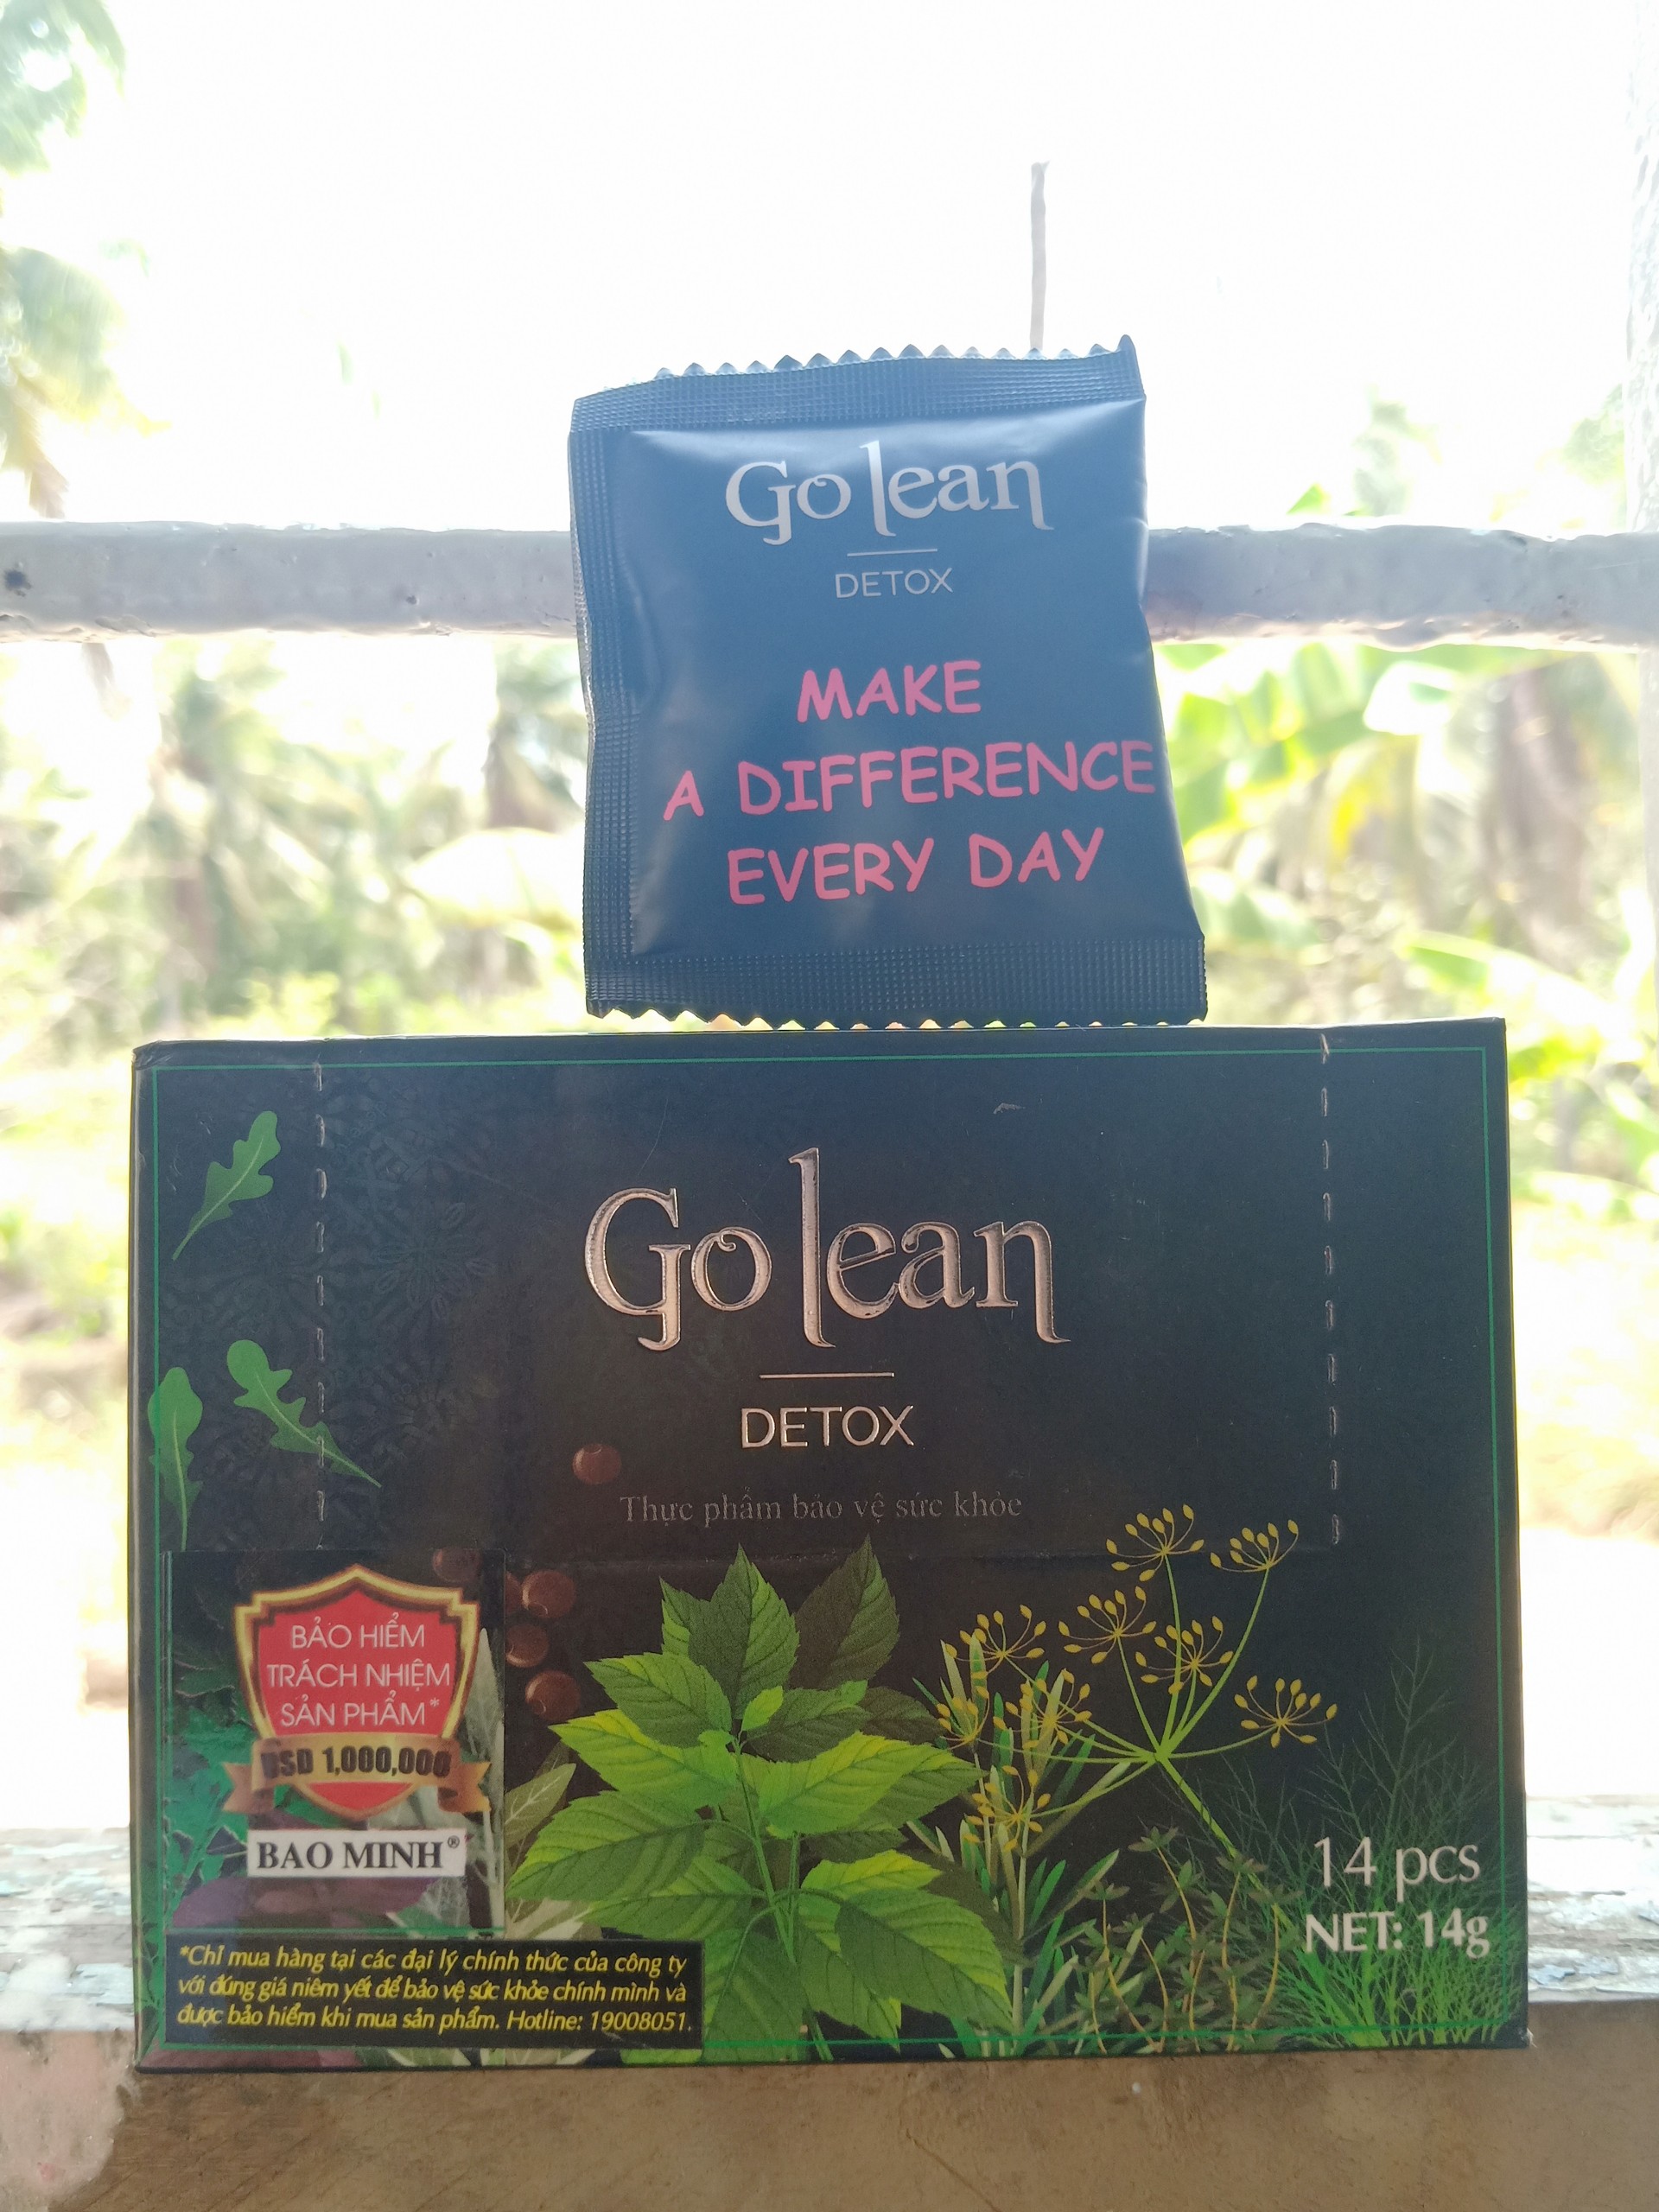 Go lean
DETOX
MAKE
A DIFFERENCE
EVERY DAY
Go lean
DETOX
Thực phẩm bảo vệ sức khỏe
BẢO HIỂM
TRÁCH NHIỆM
SẢN PHẨM*
USD 1,000,000
BAO MINH®
14 pcs
NET: 14g
*Chỉ mua hàng tại các đại lý chính thức của công ty
với đúng giá niêm yết để bảo vệ sức khỏe chính mình và
được bảo hiểm khi mua sản phẩm. Hotline: 19008051.